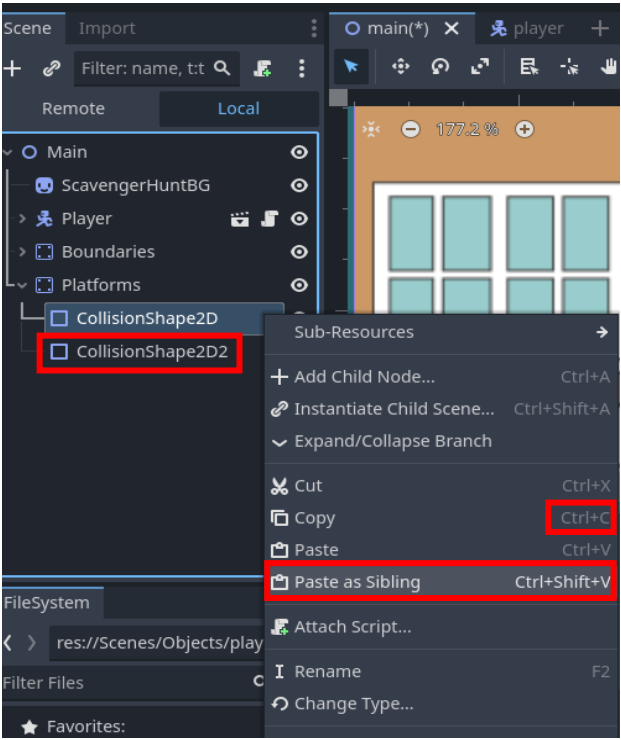 Scene Import
main(*) player
Filter: name, t:t
Remote Local
177.2 %
Main
ScavengerHuntBG
Player
Boundaries
Platforms
CollisionShape2D
CollisionShape2D2
Sub-Resources
Add Child Node... Ctrl+A
Instantiate Child Scene... Ctrl+Shift+A
Expand/Collapse Branch
Cut Ctrl+X
Copy Ctrl+C
Paste Ctrl+V
Paste as Sibling Ctrl+Shift+V
Attach Script...
Rename F2
Change Type...
FileSystem
res://Scenes/Objects/play
Filter Files
Favorites: